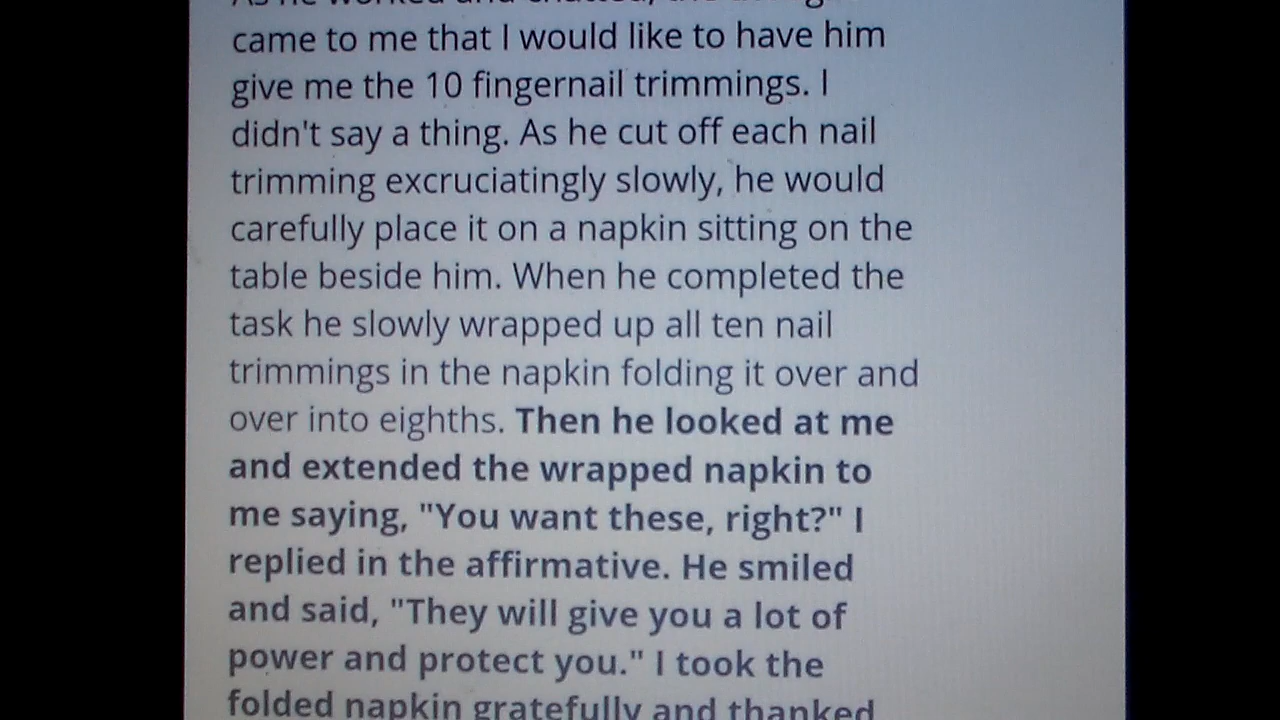 came to me that I would like to have him
give me the 10 fingernail trimmings. I
didn't say a thing. As he cut off each nail
trimming excruciatingly slowly, he would
carefully place it on a napkin sitting on the
table beside him. When he completed the
task he slowly wrapped up all ten nail
trimmings in the napkin folding it over and
over into eighths. Then he looked at me
and extended the wrapped napkin to
me saying, "You want these, right?" I
replied in the affirmative. He smiled
and said, "They will give you a lot of
power and protect you." I took the
folded napkin gratefully and thanked